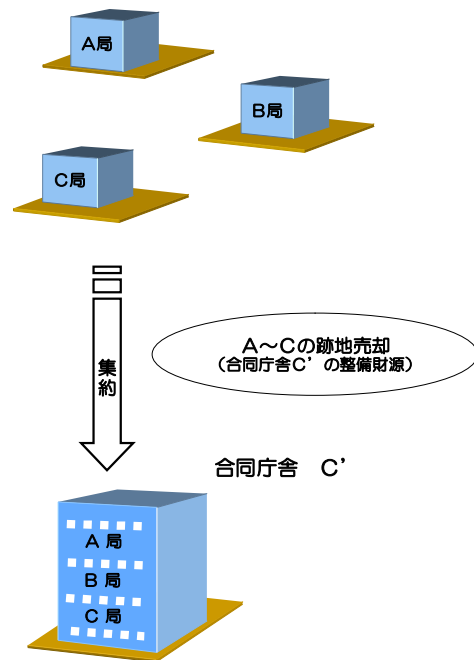 A局
B局
C局
集約
A～Cの跡地売却
（合同庁舎C’の整備財源）
合同庁舎　C’
A 局
B 局
C 局